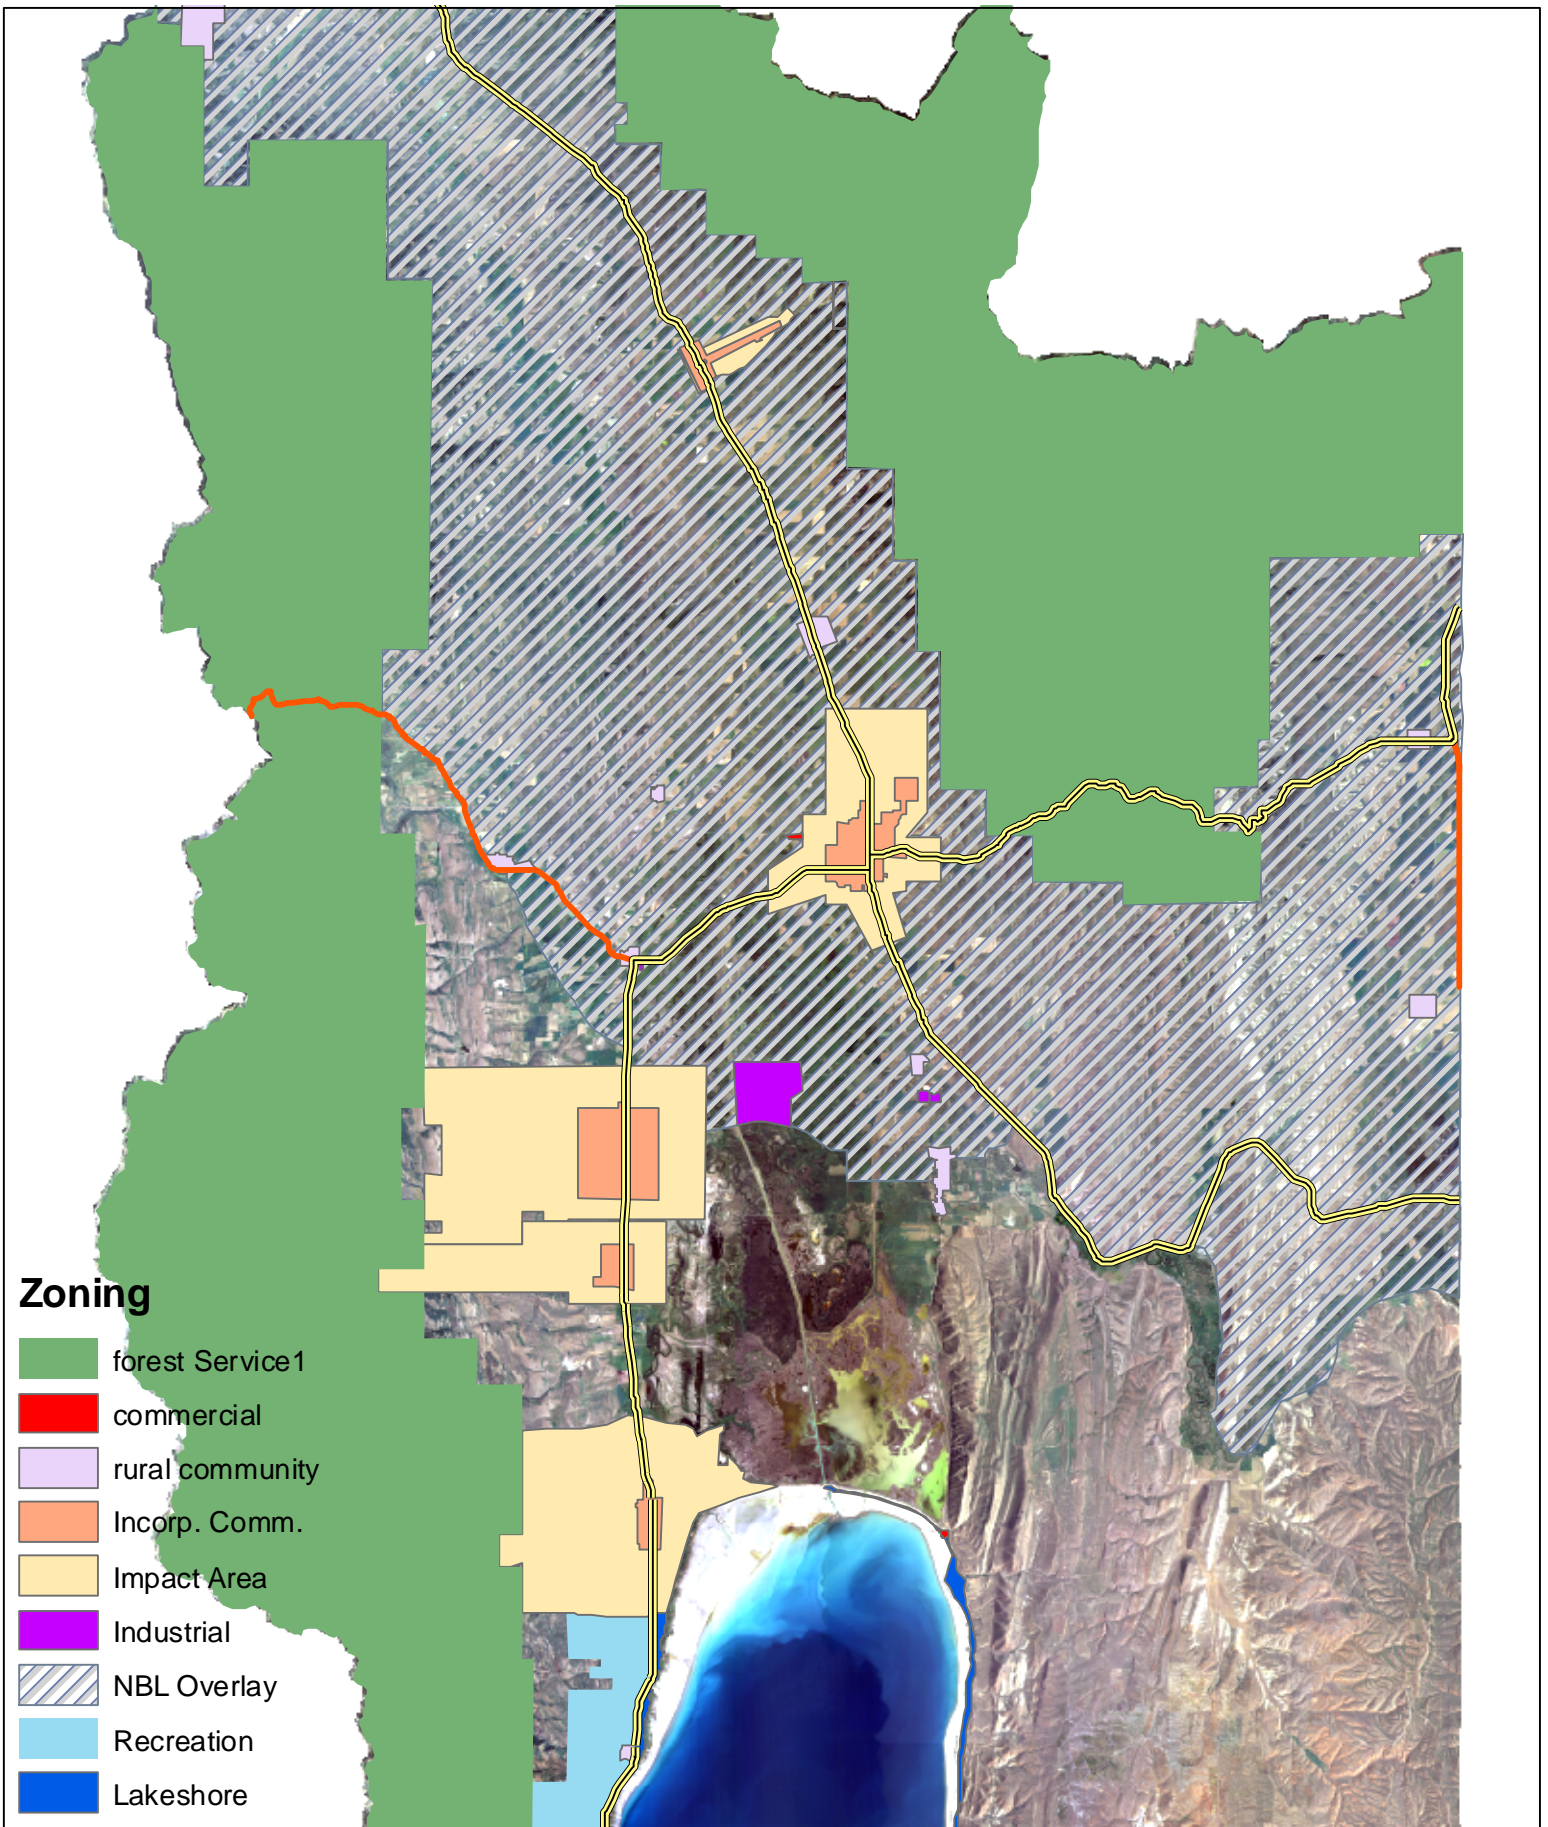 Zoning
forest Service1
commercial
rural community
Incorp. Comm.
Impact Area
Industrial
NBL Overlay
Recreation
Lakeshore